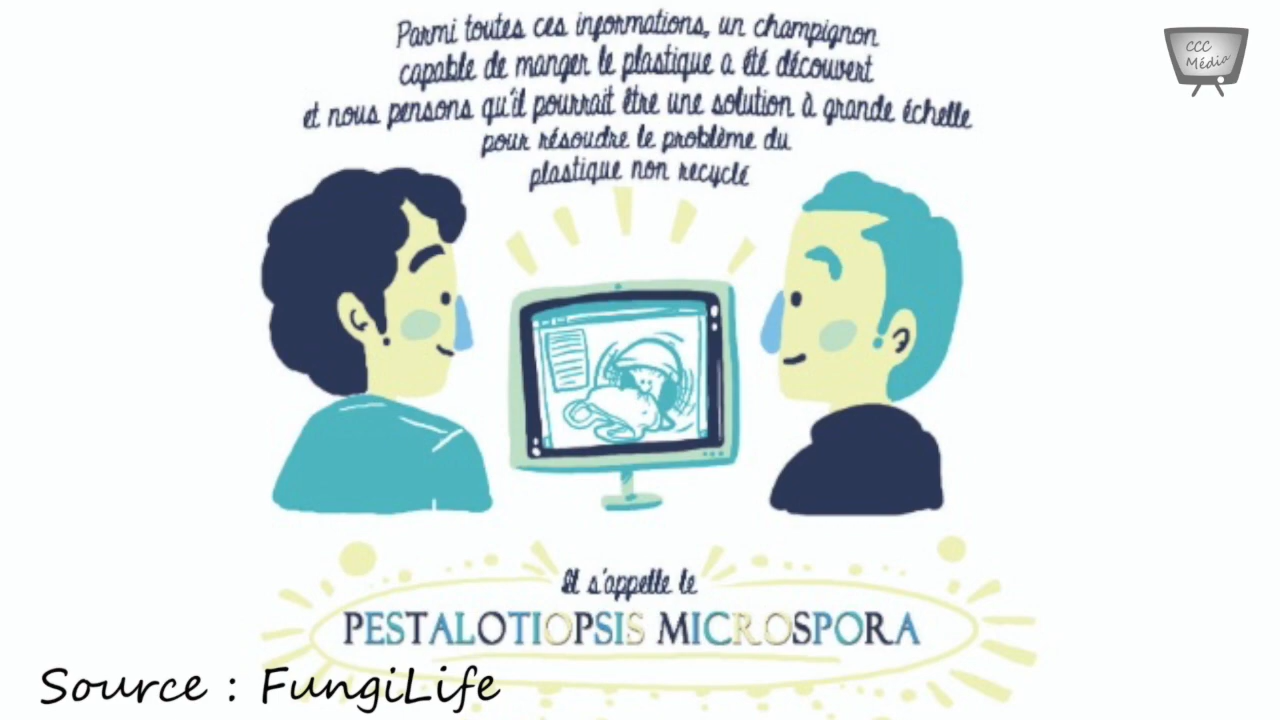 Parmi toutes ces informations, un champignon
capable de manger le plastique a été découvert
et nous pensons qu'il pourrait être une solution à grande échelle
pour résoudre le problème du
plastique non recyclé
CCC
Média
Il s'appelle le
PESTALOTIOPSIS MICROSPORA
Source : FungiLife